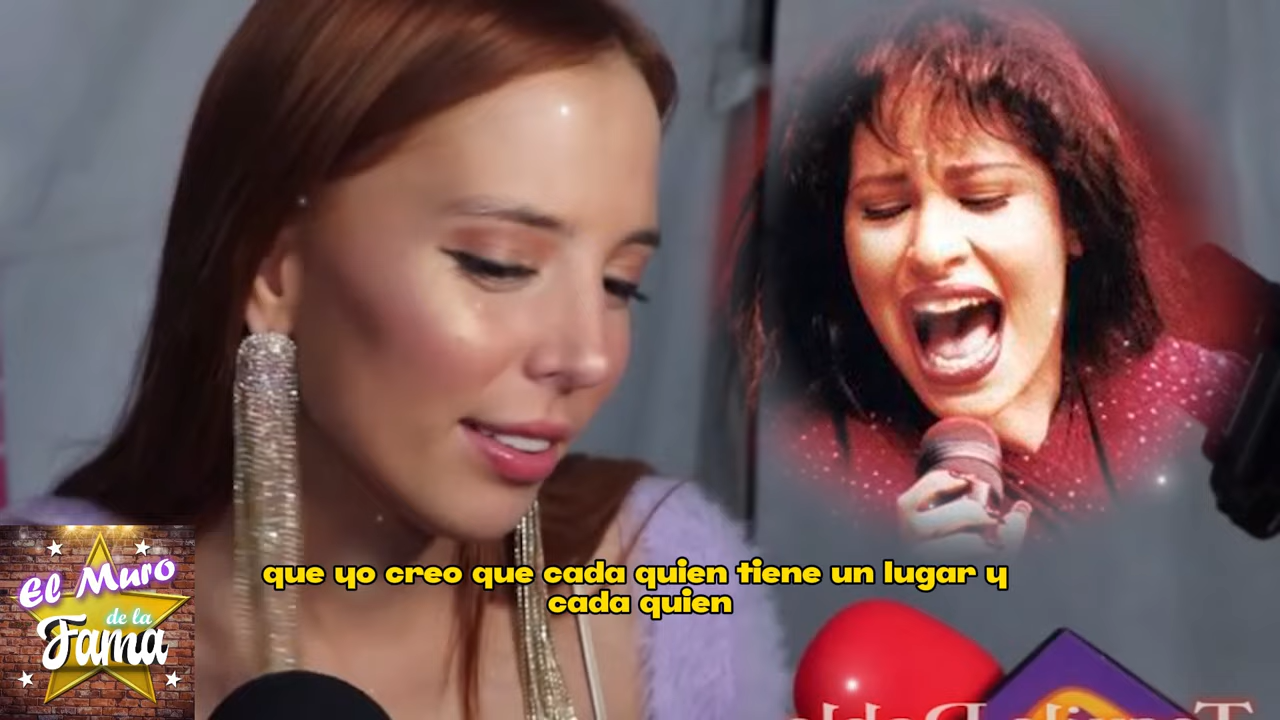 que yo creo que cada quien tiene un lugar y
cada quien
El Muro
de la
Fama